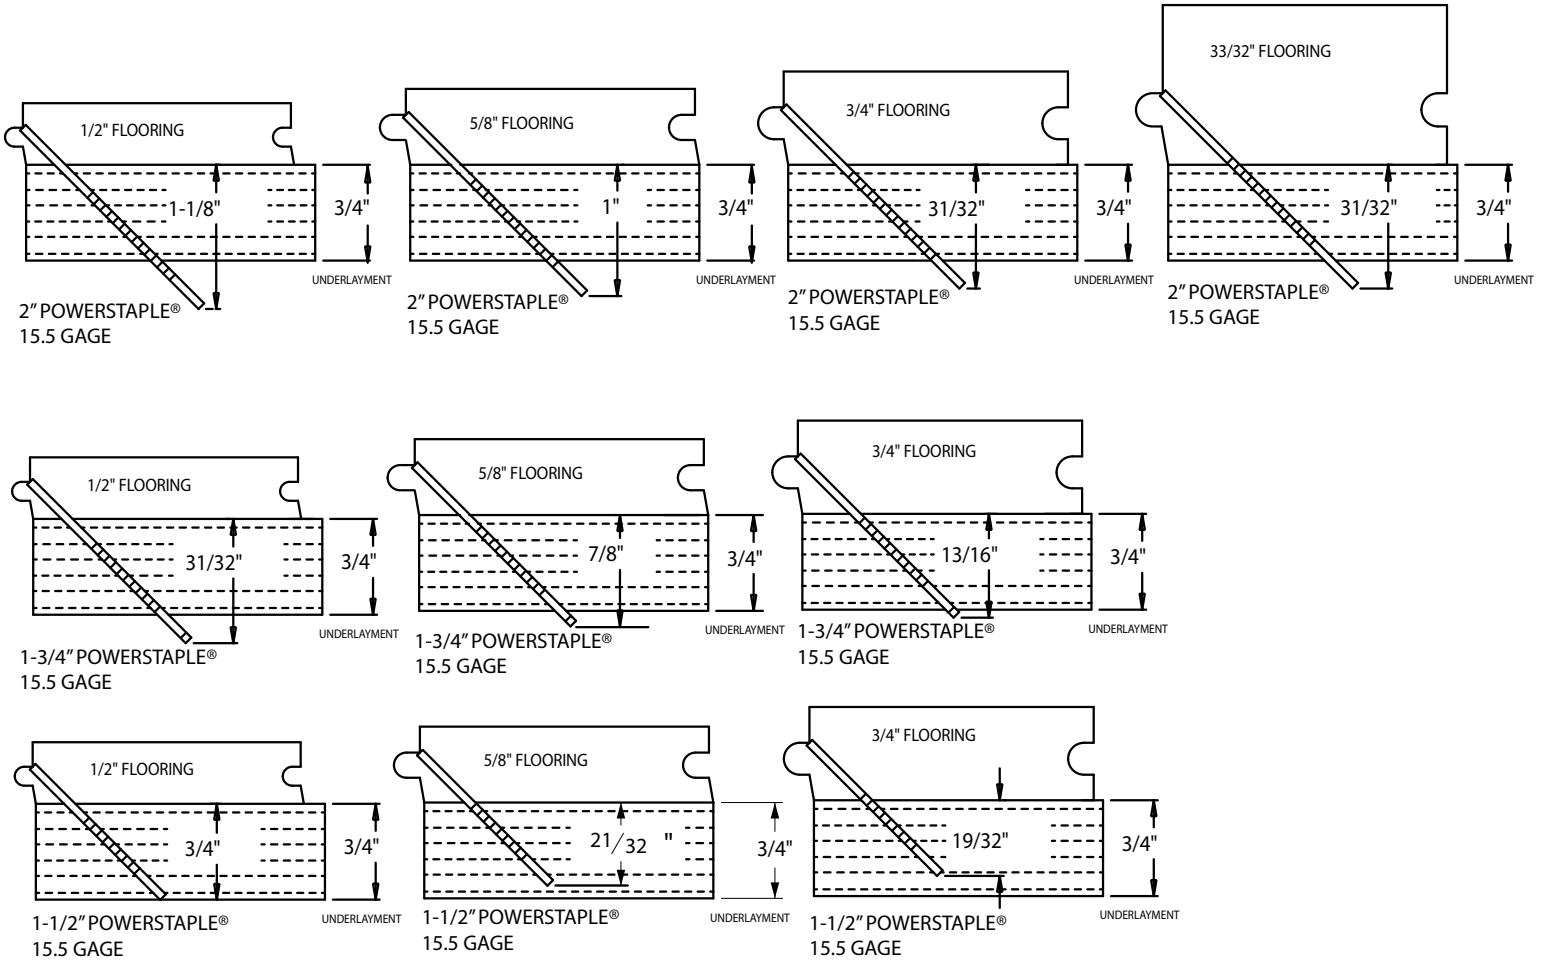 1/2" FLOORING
1-1/8"
3/4"
UNDERLAYMENT
2” POWERSTAPLE®
15.5 GAGE
5/8" FLOORING
1"
3/4"
UNDERLAYMENT
2” POWERSTAPLE®
15.5 GAGE
3/4" FLOORING
31/32"
3/4"
UNDERLAYMENT
2” POWERSTAPLE®
15.5 GAGE
33/32" FLOORING
31/32"
3/4"
UNDERLAYMENT
2” POWERSTAPLE®
15.5 GAGE
1/2" FLOORING
31/32"
3/4"
UNDERLAYMENT
1-3/4” POWERSTAPLE®
15.5 GAGE
5/8" FLOORING
7/8"
3/4"
UNDERLAYMENT
1-3/4” POWERSTAPLE®
15.5 GAGE
3/4" FLOORING
13/16"
3/4"
UNDERLAYMENT
1-3/4” POWERSTAPLE®
15.5 GAGE
1/2" FLOORING
3/4"
3/4"
UNDERLAYMENT
1-1/2” POWERSTAPLE®
15.5 GAGE
5/8" FLOORING
21/32 "
3/4"
UNDERLAYMENT
1-1/2” POWERSTAPLE®
15.5 GAGE
3/4" FLOORING
19/32"
3/4"
UNDERLAYMENT
1-1/2” POWERSTAPLE®
15.5 GAGE